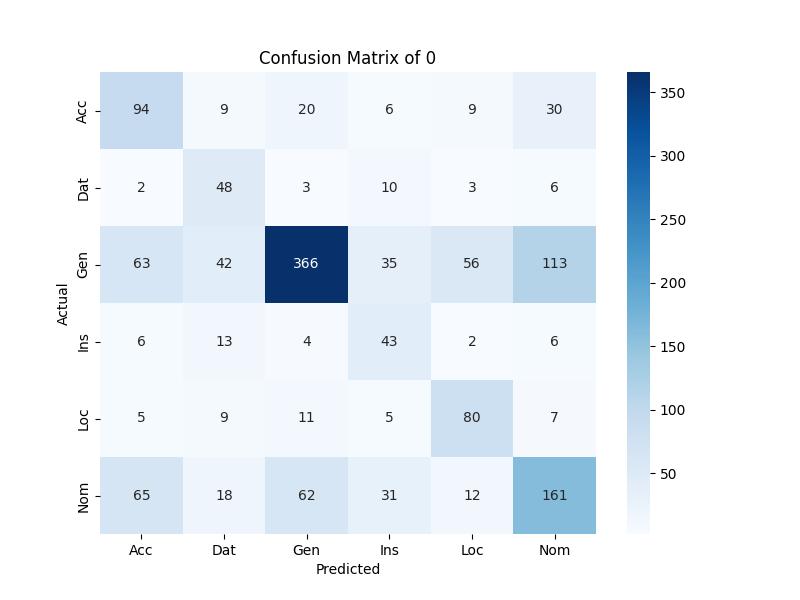 Confusion Matrix of 0
Acc 94 9 20 6 9 30
Dat 2 48 3 10 3 6
Gen 63 42 366 35 56 113
Ins 6 13 4 43 2 6
Loc 5 9 11 5 80 7
Nom 65 18 62 31 12 161
Acc Dat Gen Ins Loc Nom
Predicted
Actual
350
300
250
200
150
100
50